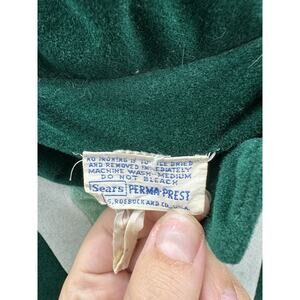 NO IRONING IF TUMBLE DRIED
AND REMOVED IMMEDIATELY
MACHINE WASH MEDIUM
DO NOT BLEACH
Sears PERMA-PREST
S, ROEBUCK AND CO., U.S.A.